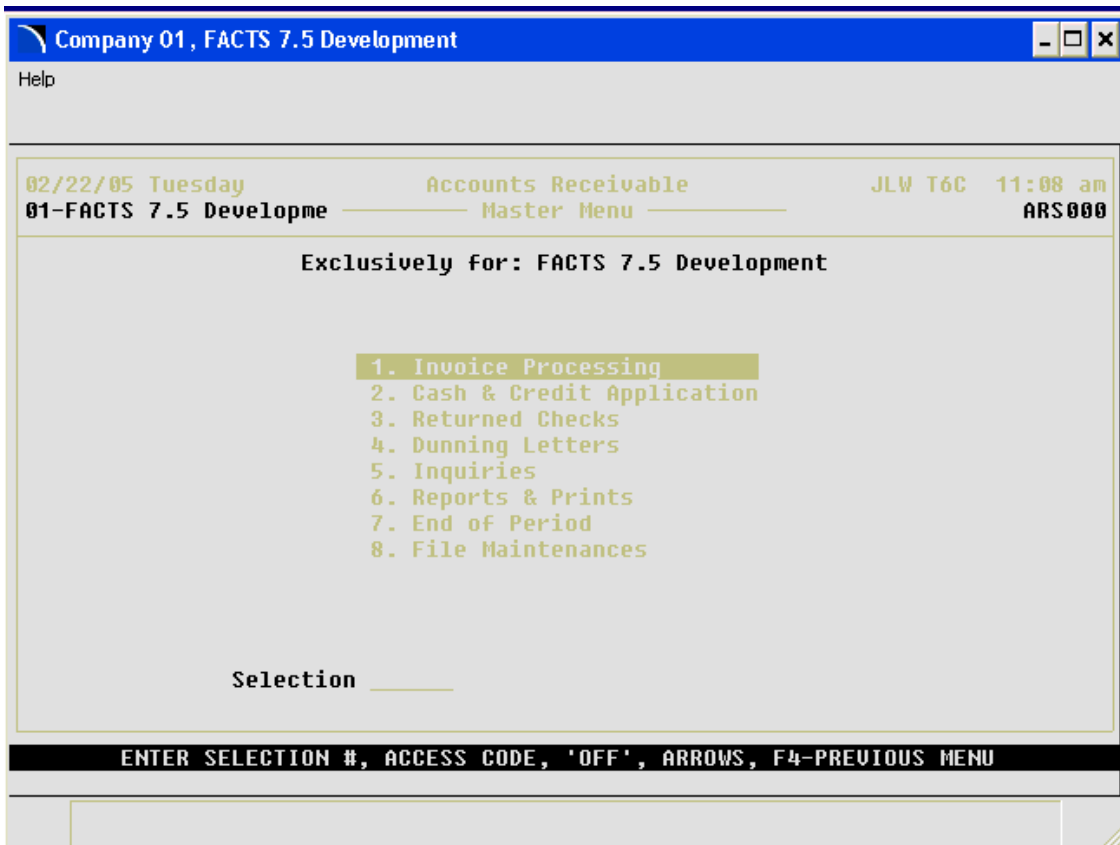 Company 01, FACTS 7.5 Development
Help
02/22/05 Tuesday Accounts Receivable JLW T6C 11:08 am
01-FACTS 7.5 Developme Master Menu ARS000
Exclusively for: FACTS 7.5 Development
1. Invoice Processing
2. Cash & Credit Application
3. Returned Checks
4. Dunning Letters
5. Inquiries
6. Reports & Prints
7. End of Period
8. File Maintenances
Selection ______
ENTER SELECTION #, ACCESS CODE, 'OFF', ARROWS, F4-PREVIOUS MENU